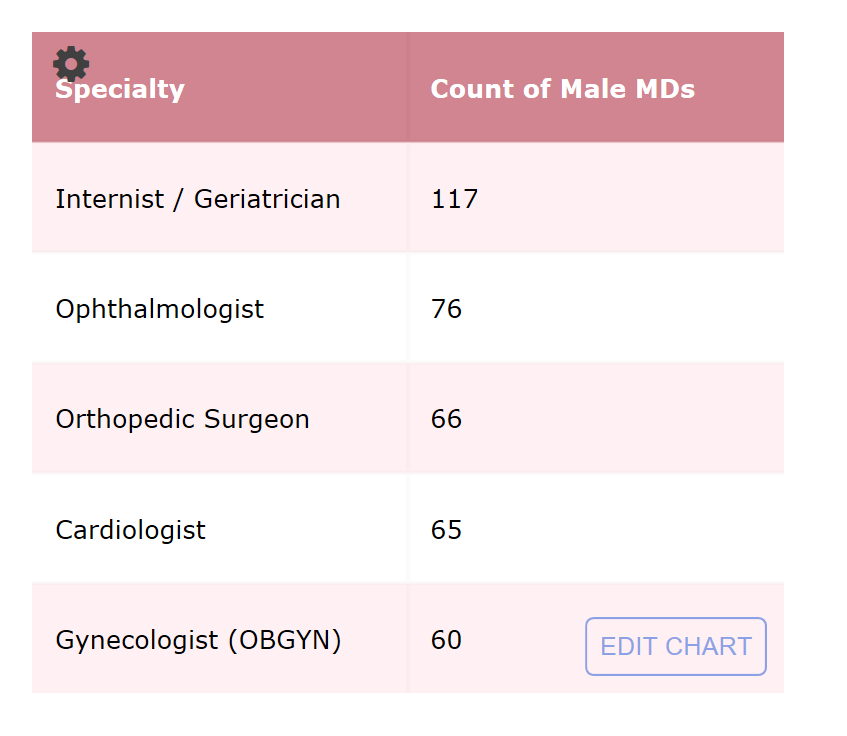 Specialty Count of Male MDs
Internist / Geriatrician 117
Ophthalmologist 76
Orthopedic Surgeon 66
Cardiologist 65
Gynecologist (OBGYN) 60
EDIT CHART